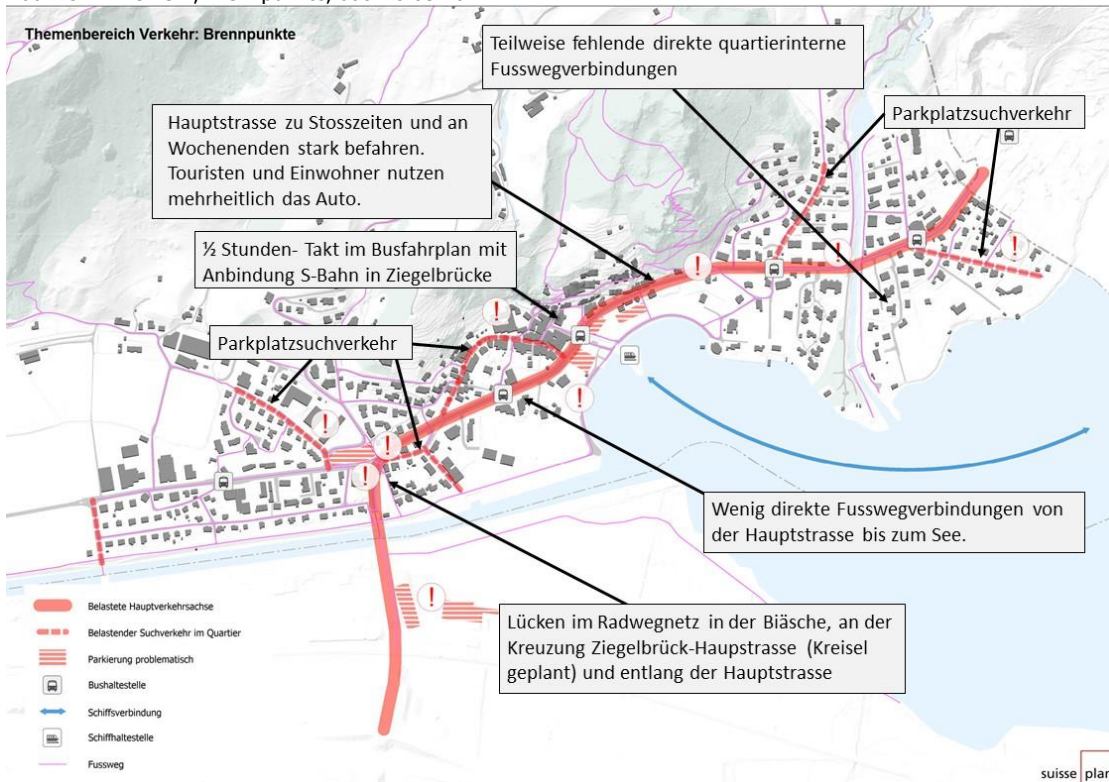 Themenbereich Verkehr: Brennpunkte
Teilweise fehlende direkte quartierinterne
Fusswegverbindungen
Parkplatzsuchverkehr
Hauptstrasse zu Stosszeiten und an
Wochenenden stark befahren.
Touristen und Einwohner nutzen
mehrheitlich das Auto.
½ Stunden- Takt im Busfahrplan mit
Anbindung S-Bahn in Ziegelbrücke
Parkplatzsuchverkehr
Wenig direkte Fusswegverbindungen von
der Hauptstrasse bis zum See.
Lücken im Radwegnetz in der Biäsche, an der
Kreuzung Ziegelbrück-Haupstrasse (Kreisel
geplant) und entlang der Hauptstrasse
Belastete Hauptverkehrsachse
Belastender Suchverkehr im Quartier
Parkierung problematisch
Bushaltestelle
Schiffsverbindung
Schiffhaltestelle
Fussweg
suisse plan